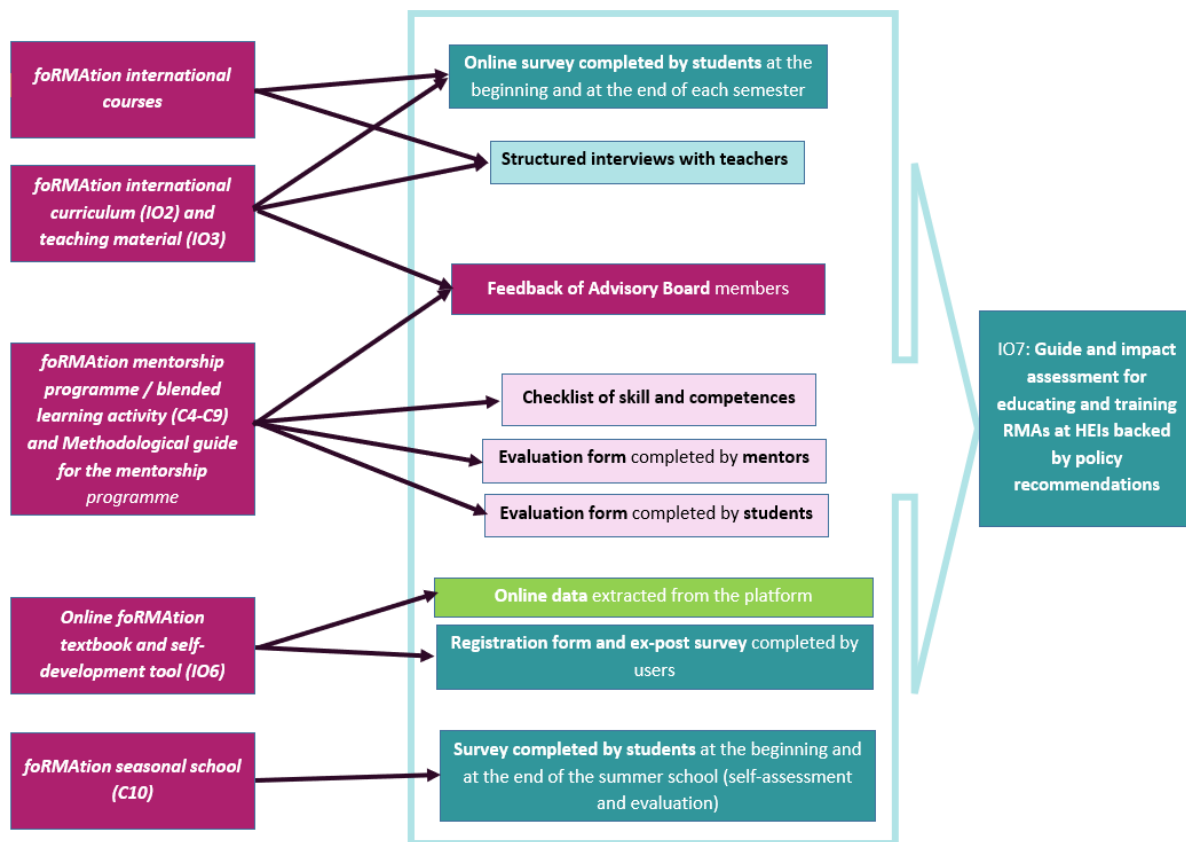 foRMAtion international
courses
foRMAtion international
curriculum (IO2) and
teaching material (IO3)
foRMAtion mentorship
programme / blended
learning activity (C4-C9)
and Methodological guide
for the mentorship
programme
Online foRMAtion
textbook and self-
development tool (IO6)
foRMAtion seasonal school
(C10)
Online survey completed by students at the
beginning and at the end of each semester
Structured interviews with teachers
Feedback of Advisory Board members
Checklist of skill and competences
Evaluation form completed by mentors
Evaluation form completed by students
Online data extracted from the platform
Registration form and ex-post survey completed by
users
Survey completed by students at the beginning and
at the end of the summer school (self-assessment
and evaluation)
IO7: Guide and impact
assessment for
educating and training
RMAs at HEIs backed
by policy
recommendations